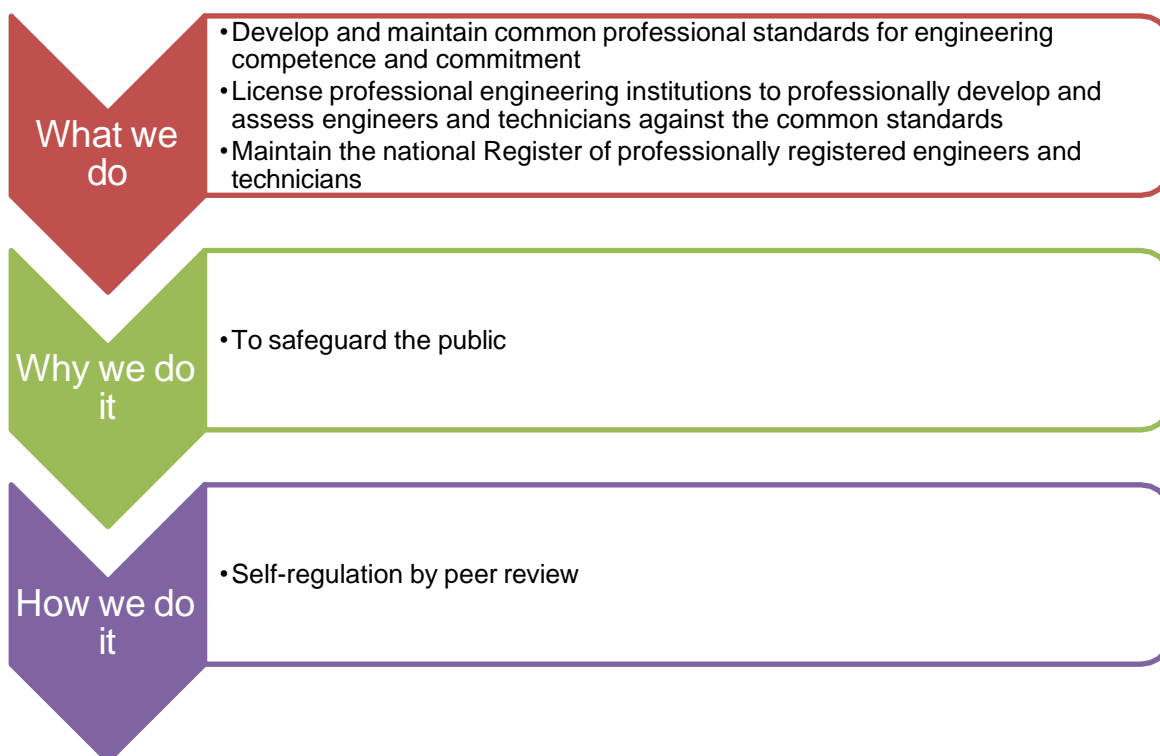 What we
do
•Develop and maintain common professional standards for engineering
competence and commitment
•License professional engineering institutions to professionally develop and
assess engineers and technicians against the common standards
•Maintain the national Register of professionally registered engineers and
technicians
Why we do
it
•To safeguard the public
How we do
it
•Self-regulation by peer review